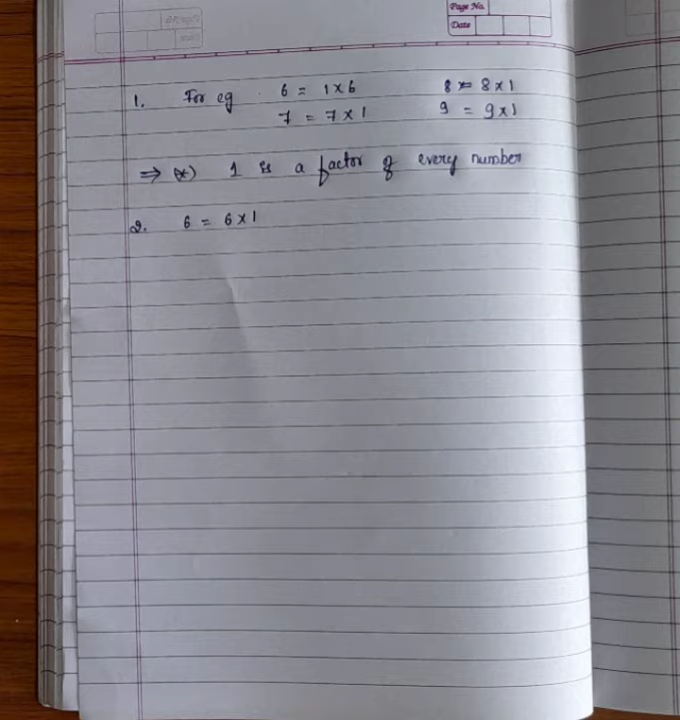 Page No.
Date
1. For eg. 6 = 1 x 6 8 = 8 x 1
7 = 7 x 1 9 = 9 x 1
⇒ (*) 1 is a factor of every number
2. 6 = 6 x 1